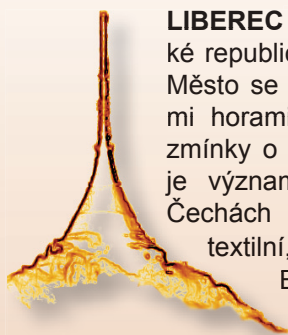 LIBEREC
ké republic
Město se
mi horami
zmínky o
je význam
Čechách
textilní,